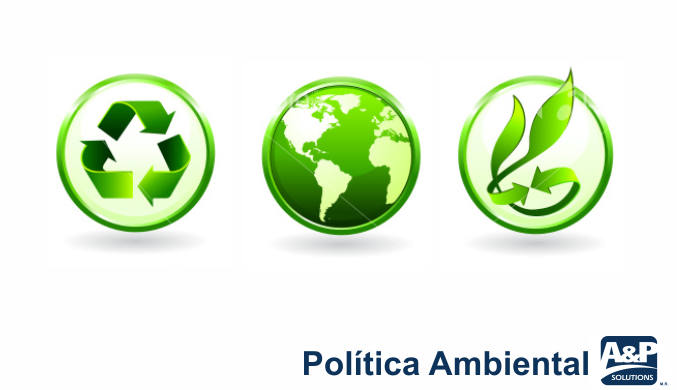 Política Ambiental
A&P
SOLUTIONS
M.R.